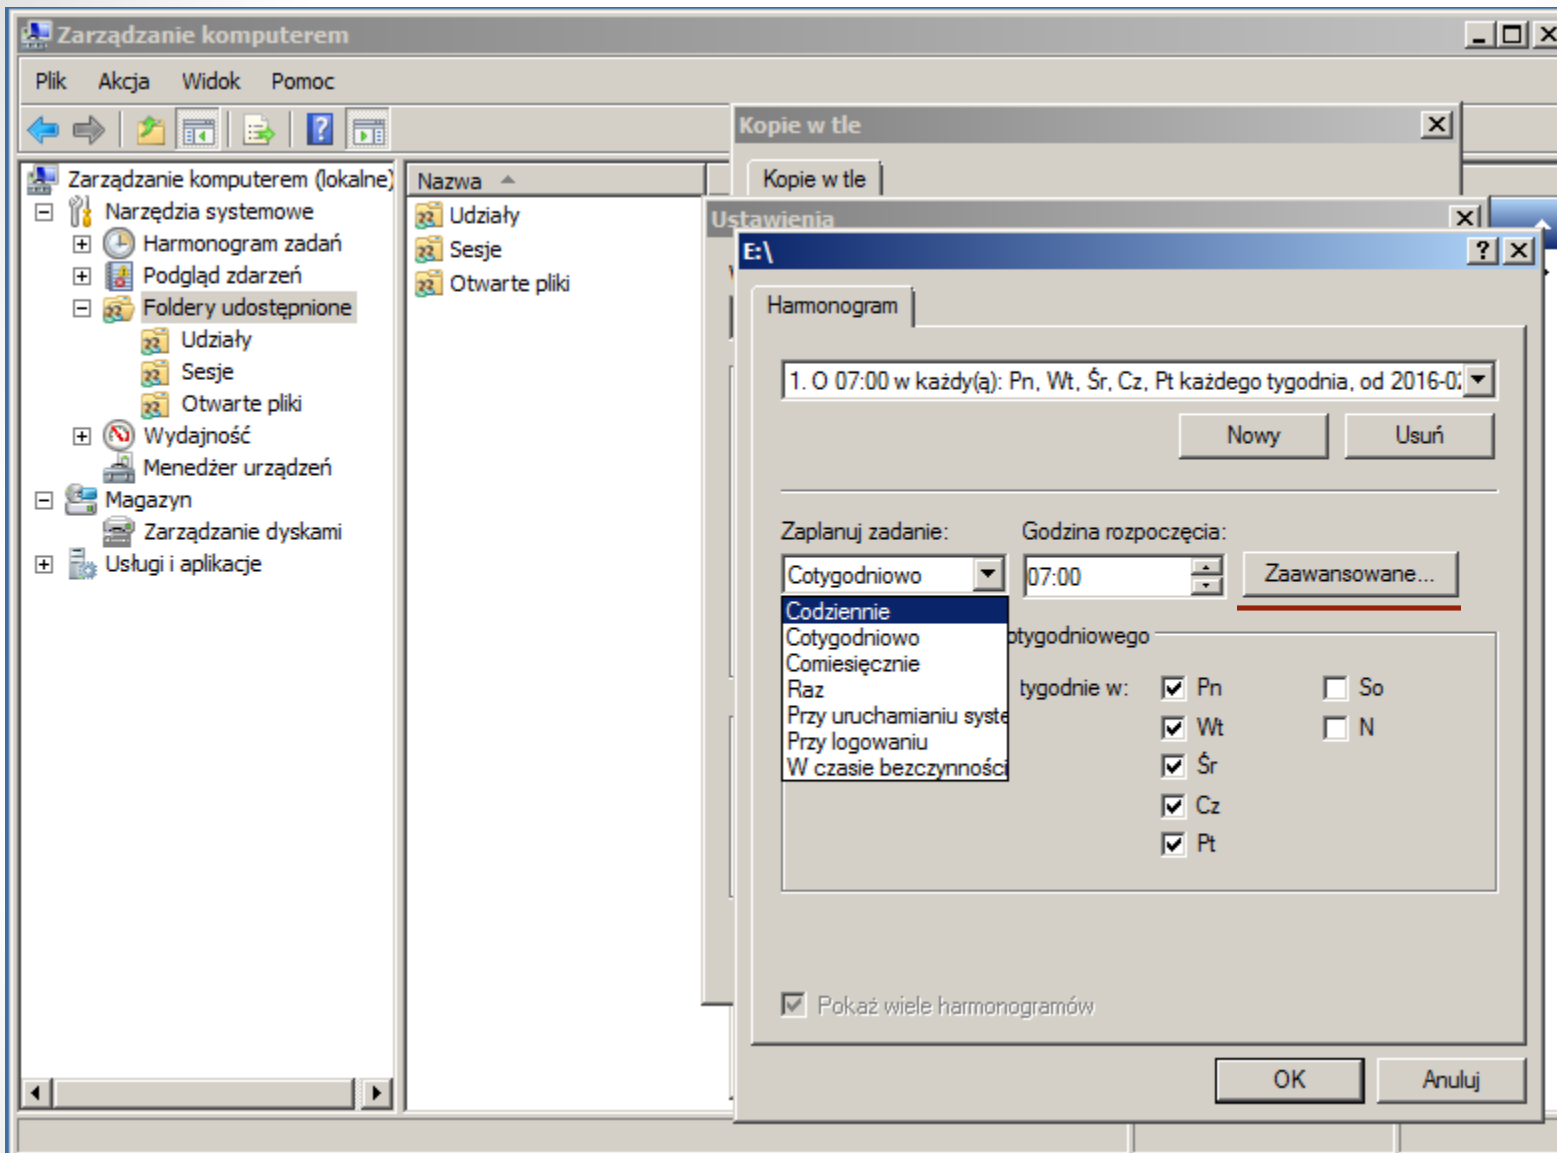 Zarządzanie komputerem
Plik Akcja Widok Pomoc
Zarządzanie komputerem (lokalne)
Narzędzia systemowe
Harmonogram zadań
Podgląd zdarzeń
Foldery udostępnione
Udziały
Sesje
Otwarte pliki
Wydajność
Menedżer urządzeń
Magazyn
Zarządzanie dyskami
Usługi i aplikacje
Nazwa
Udziały
Sesje
Otwarte pliki
Kopie w tle
Kopie w tle
Ustawienia
E:\
Harmonogram
1. O 07:00 w każdy(ą): Pn, Wt, Śr, Cz, Pt każdego tygodnia, od 2016-02
Nowy Usuń
Zaplanuj zadanie: Godzina rozpoczęcia:
Cotygodniowo 07:00 Zaawansowane...
Codziennie
Cotygodniowo
Comiesięcznie
Raz
Przy uruchamianiu syste
Przy logowaniu
W czasie bezczynności
otygodniowego
tygodnie w: Pn So
Wt N
Śr
Cz
Pt
Pokaż wiele harmonogramów
OK Anuluj